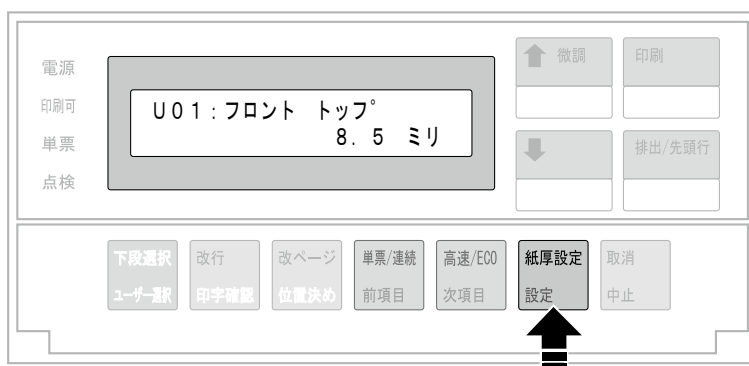 電源
印刷可
単票
点検
U01:フロント トップ
8.5 ミリ
微調
印刷
排出/先頭行
下段選択
ユーザー選択
改行
印字確認
改ページ
位置決め
単票/連続
前項目
高速/ECO
次項目
紙厚設定
設定
取消
中止